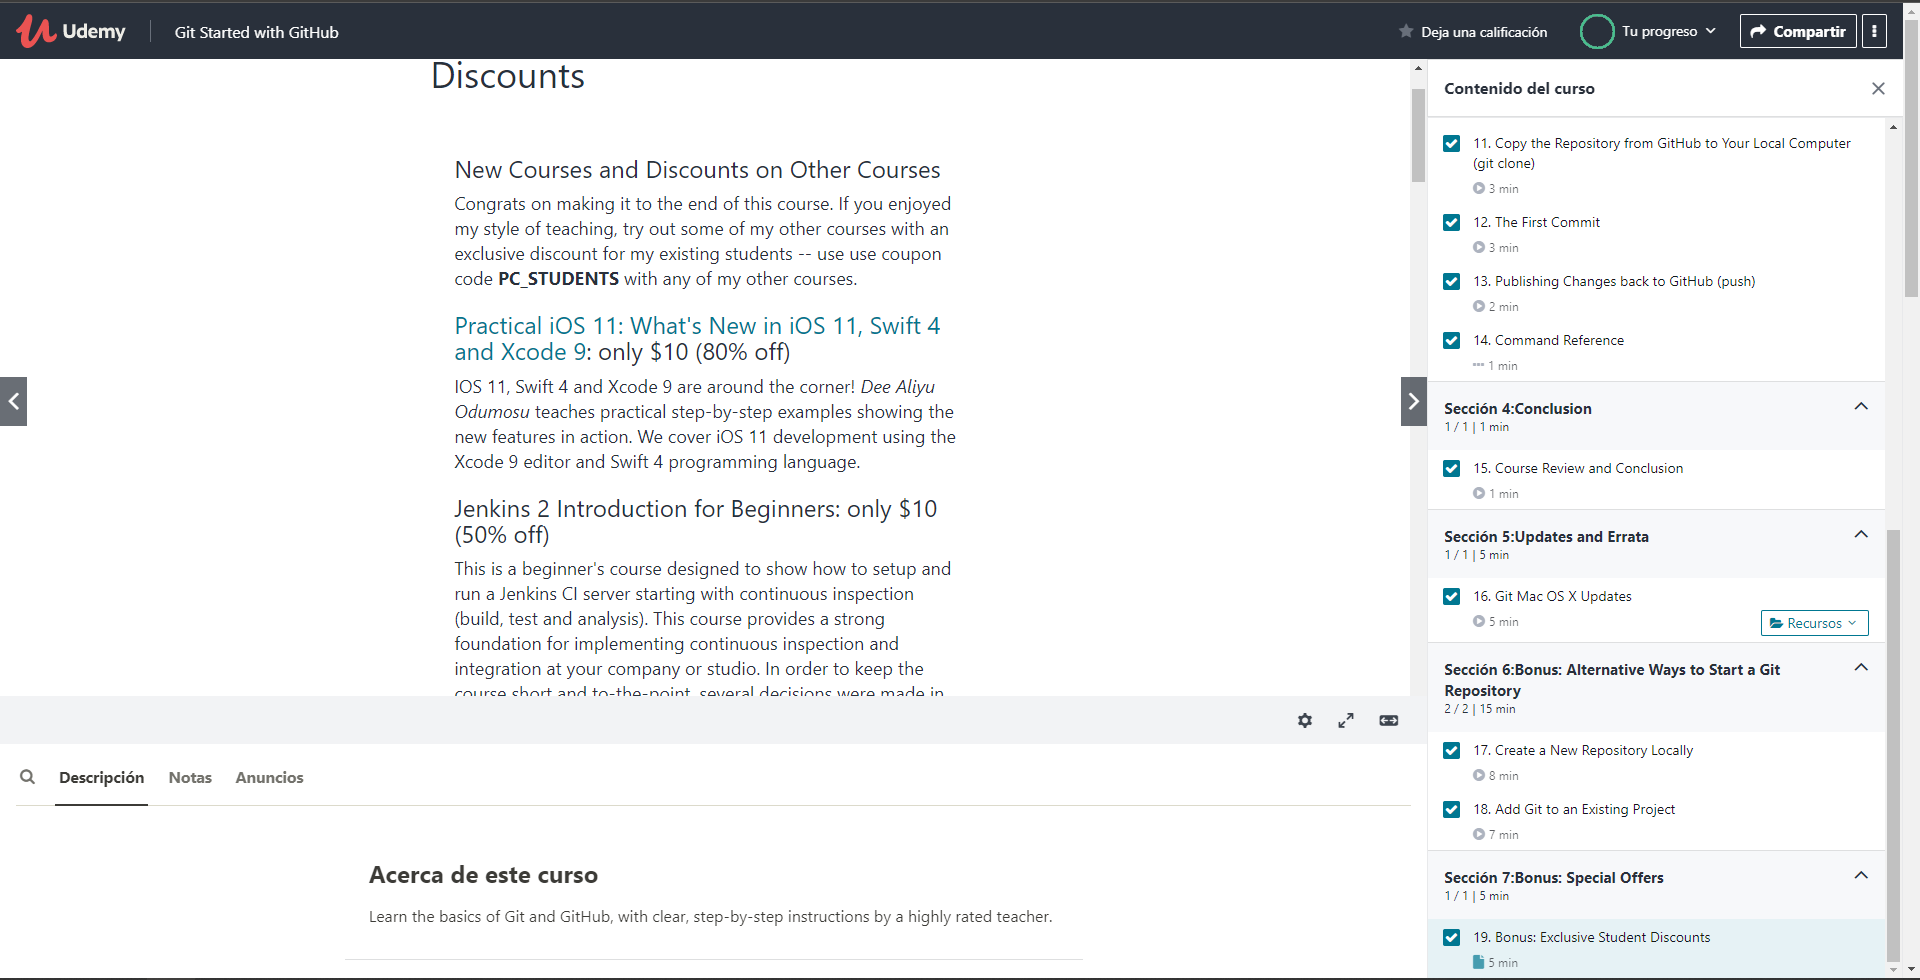 Udemy
Git Started with GitHub
Deja una calificación
Tu progreso
Compartir
Discounts
New Courses and Discounts on Other Courses
Congrats on making it to the end of this course. If you enjoyed
my style of teaching, try out some of my other courses with an
exclusive discount for my existing students -- use use coupon
code PC_STUDENTS with any of my other courses.
Practical iOS 11: What's New in iOS 11, Swift 4
and Xcode 9: only $10 (80% off)
IOS 11, Swift 4 and Xcode 9 are around the corner! Dee Aliyu
Odumosu teaches practical step-by-step examples showing the
new features in action. We cover iOS 11 development using the
Xcode 9 editor and Swift 4 programming language.
Jenkins 2 Introduction for Beginners: only $10
(50% off)
This is a beginner's course designed to show how to setup and
run a Jenkins CI server starting with continuous inspection
(build, test and analysis). This course provides a strong
foundation for implementing continuous inspection and
integration at your company or studio. In order to keep the
course short and to-the-point, several decisions were made in
Descripción
Notas
Anuncios
Acerca de este curso
Learn the basics of Git and GitHub, with clear, step-by-step instructions by a highly rated teacher.
Contenido del curso
11. Copy the Repository from GitHub to Your Local Computer
(git clone)
3 min
12. The First Commit
3 min
13. Publishing Changes back to GitHub (push)
2 min
14. Command Reference
1 min
Sección 4:Conclusion
1 / 1 | 1 min
15. Course Review and Conclusion
1 min
Sección 5:Updates and Errata
1 / 1 | 5 min
16. Git Mac OS X Updates
5 min
Recursos
Sección 6:Bonus: Alternative Ways to Start a Git
Repository
2 / 2 | 15 min
17. Create a New Repository Locally
8 min
18. Add Git to an Existing Project
7 min
Sección 7:Bonus: Special Offers
1 / 1 | 5 min
19. Bonus: Exclusive Student Discounts
5 min